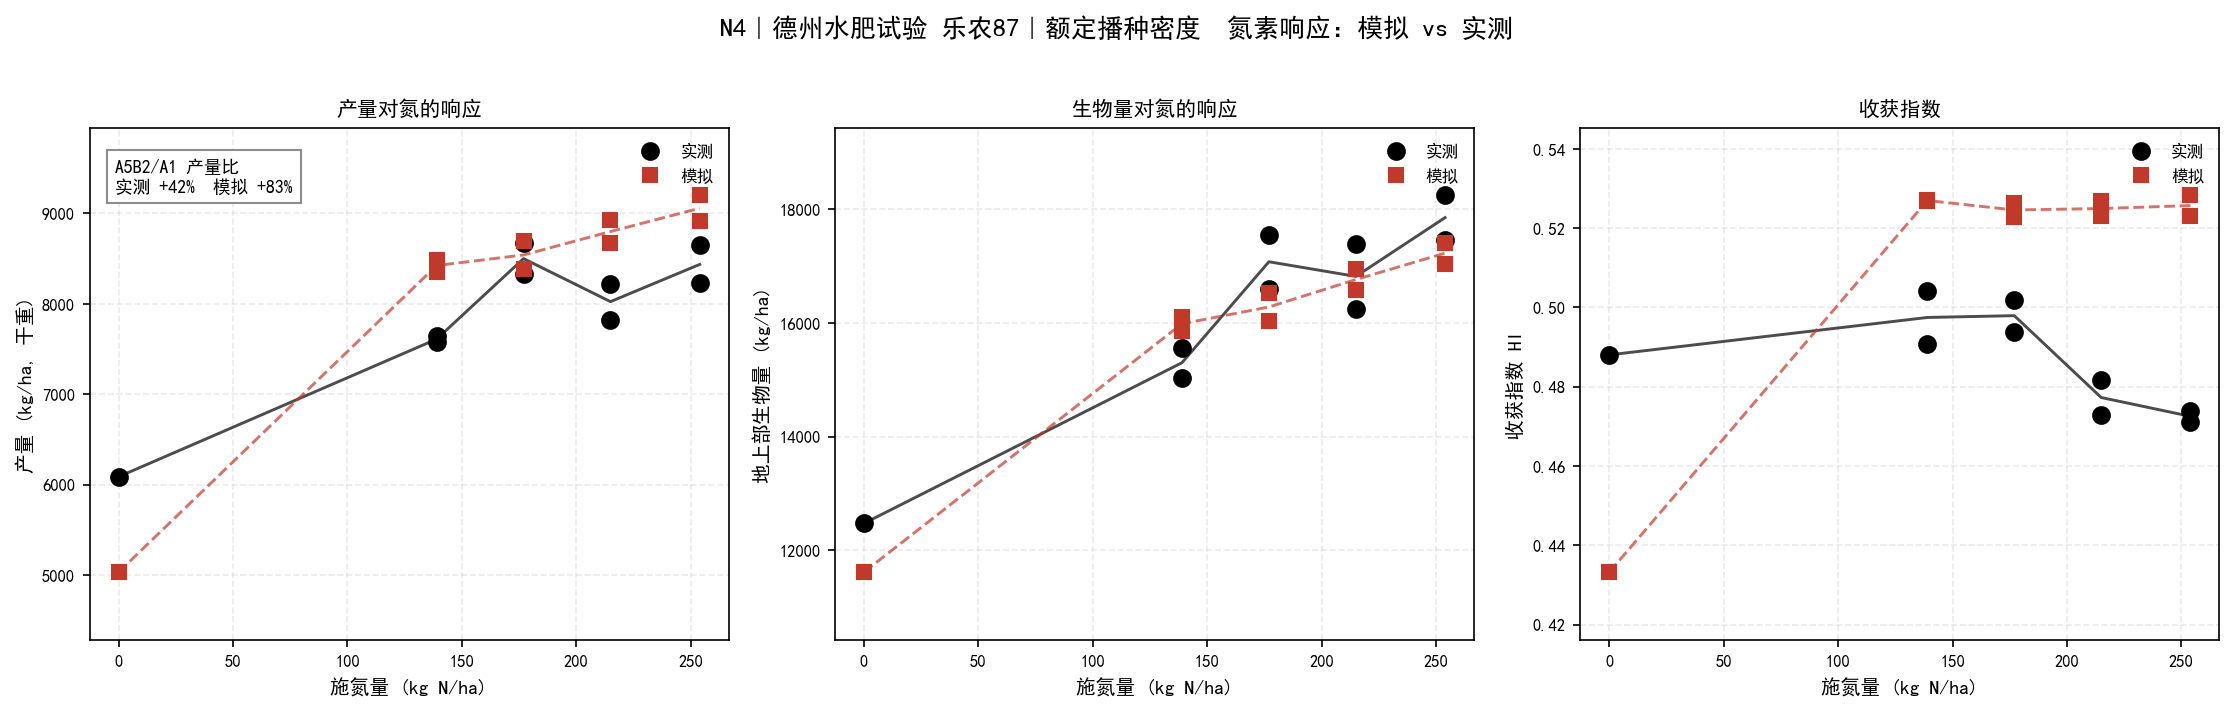 N4｜德州水肥试验 乐农87｜额定播种密度  氮素响应：模拟 vs 实测
产量对氮的响应
A5B2/A1 产量比
实测 +42%  模拟 +83%
实测
模拟
9000
8000
7000
6000
5000
产量 (kg/ha, 干重)
0
50
100
150
200
250
施氮量 (kg N/ha)
生物量对氮的响应
实测
模拟
18000
16000
14000
12000
地上部生物量 (kg/ha)
0
50
100
150
200
250
施氮量 (kg N/ha)
收获指数
实测
模拟
0.54
0.52
0.50
0.48
0.46
0.44
0.42
收获指数 HI
0
50
100
150
200
250
施氮量 (kg N/ha)